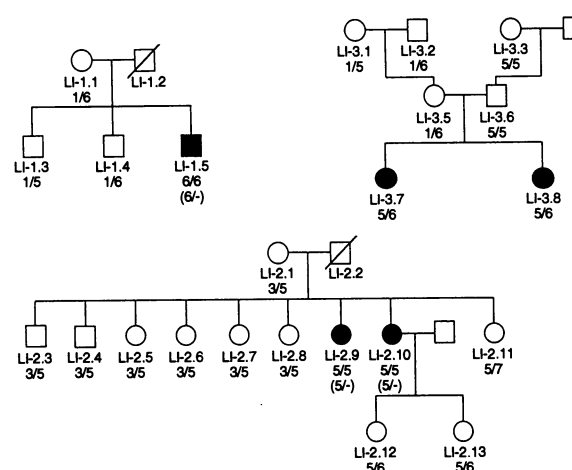 LI-1.1
1/6
LI-1.2
LI-1.3
1/5
LI-1.4
1/6
LI-1.5
6/6
(6/-)
LI-3.1
1/5
LI-3.2
1/6
LI-3.3
5/5
LI-3.5
1/6
LI-3.6
5/5
LI-3.7
5/6
LI-3.8
5/6
LI-2.1
3/5
LI-2.2
LI-2.3
3/5
LI-2.4
3/5
LI-2.5
3/5
LI-2.6
3/5
LI-2.7
3/5
LI-2.8
3/5
LI-2.9
5/5
(5/-)
LI-2.10
5/5
(5/-)
LI-2.11
5/7
LI-2.12
5/6
LI-2.13
5/6